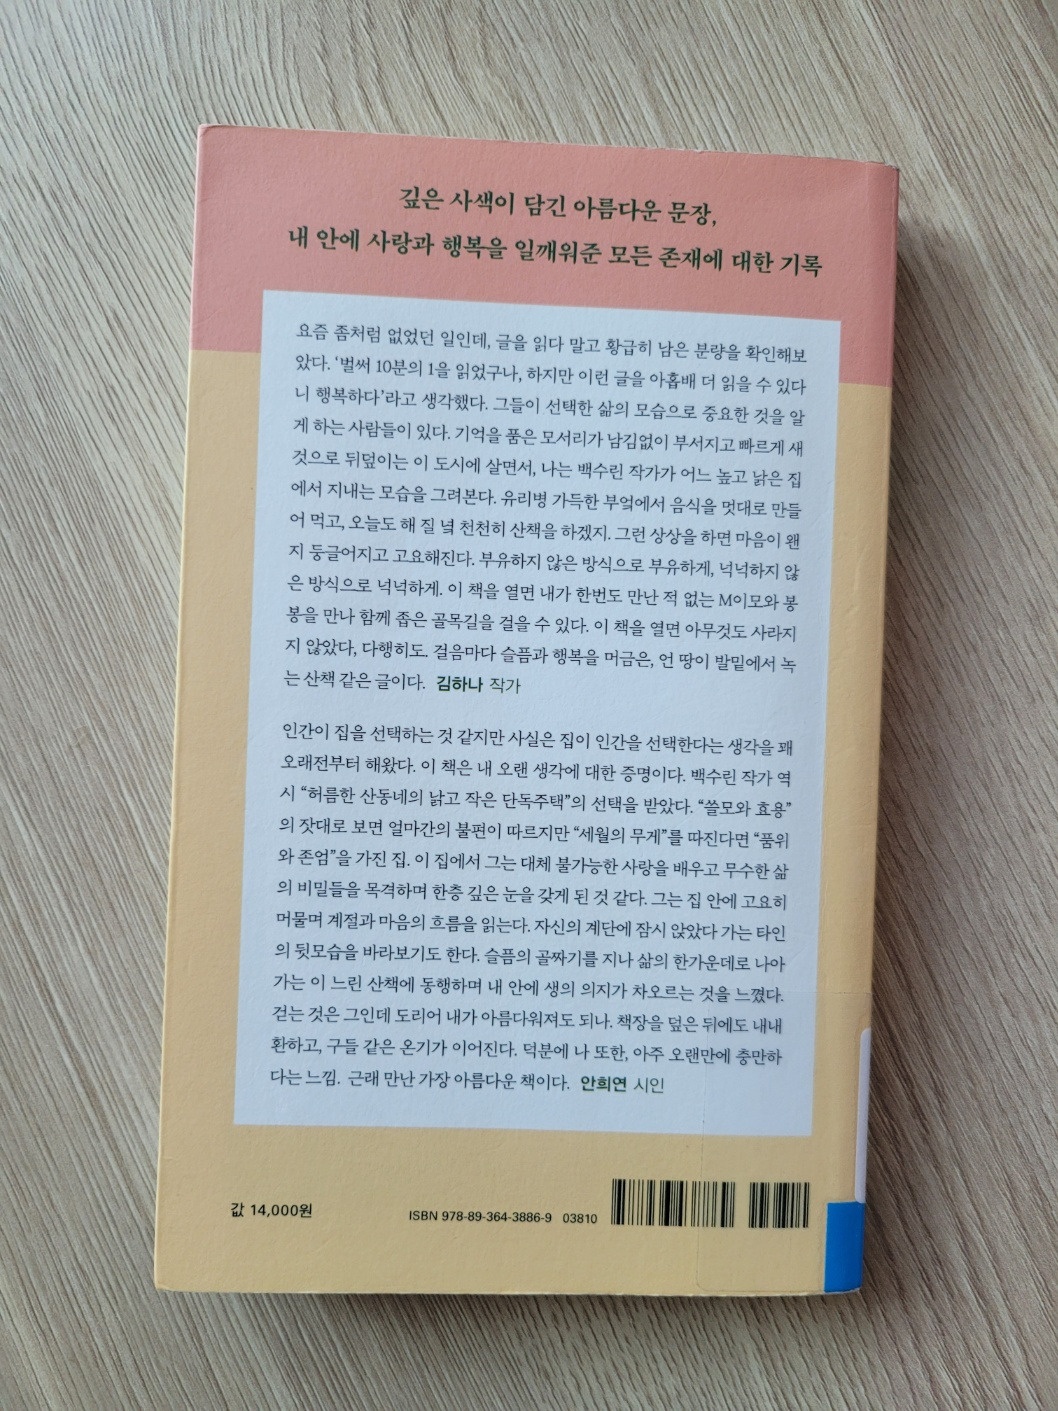 깊은 사색이 담긴 아름다운 문장,
내 안에 사랑과 행복을 일깨워준 모든 존재에 대한 기록
요즘 좀처럼 없었던 일인데, 글을 읽다 말고 황급히 남은 분량을 확인해보
았다. ‘벌써 10분의 1을 읽었구나, 하지만 이런 글을 아홉배 더 읽을 수 있다
니 행복하다’라고 생각했다. 그들이 선택한 삶의 모습으로 중요한 것을 알
게 하는 사람들이 있다. 기억을 품은 모서리가 남김없이 부서지고 빠르게 새
것으로 뒤덮이는 이 도시에 살면서, 나는 백수린 작가가 어느 높고 낡은 집
에서 지내는 모습을 그려본다. 유리병 가득한 부엌에서 음식을 멋대로 만들
어 먹고, 오늘도 해 질 녘 천천히 산책을 하겠지. 그런 상상을 하면 마음이 왠
지 둥글어지고 고요해진다. 부유하지 않은 방식으로 부유하게, 넉넉하지 않
은 방식으로 넉넉하게. 이 책을 열면 내가 한번도 만난 적 없는 M이모와 봉
봉을 만나 함께 좁은 골목길을 걸을 수 있다. 이 책을 열면 아무것도 사라지
지 않았다, 다행히도. 걸음마다 슬픔과 행복을 머금은, 언 땅이 발밑에서 녹
는 산책 같은 글이다. 김하나 작가
인간이 집을 선택하는 것 같지만 사실은 집이 인간을 선택한다는 생각을 꽤
오래전부터 해왔다. 이 책은 내 오랜 생각에 대한 증명이다. 백수린 작가 역
시 “허름한 산동네의 낡고 작은 단독주택”의 선택을 받았다. “쓸모와 효용”
의 잣대로 보면 얼마간의 불편이 따르지만 “세월의 무게”를 따진다면 “품위
와 존엄”을 가진 집. 이 집에서 그는 대체 불가능한 사랑을 배우고 무수한 삶
의 비밀들을 목격하며 한층 깊은 눈을 갖게 된 것 같다. 그는 집 안에 고요히
머물며 계절과 마음의 흐름을 읽는다. 자신의 계단에 잠시 앉았다 가는 타인
의 뒷모습을 바라보기도 한다. 슬픔의 골짜기를 지나 삶의 한가운데로 나아
가는 이 느린 산책에 동행하며 내 안에 생의 의지가 차오르는 것을 느꼈다.
걷는 것은 그인데 도리어 내가 아름다워져도 되나. 책장을 덮은 뒤에도 내내
환하고, 구들 같은 온기가 이어진다. 덕분에 나 또한, 아주 오랜만에 충만하
다는 느낌. 근래 만난 가장 아름다운 책이다. 안희연 시인
값 14,000원
ISBN 978-89-364-3886-9 03810